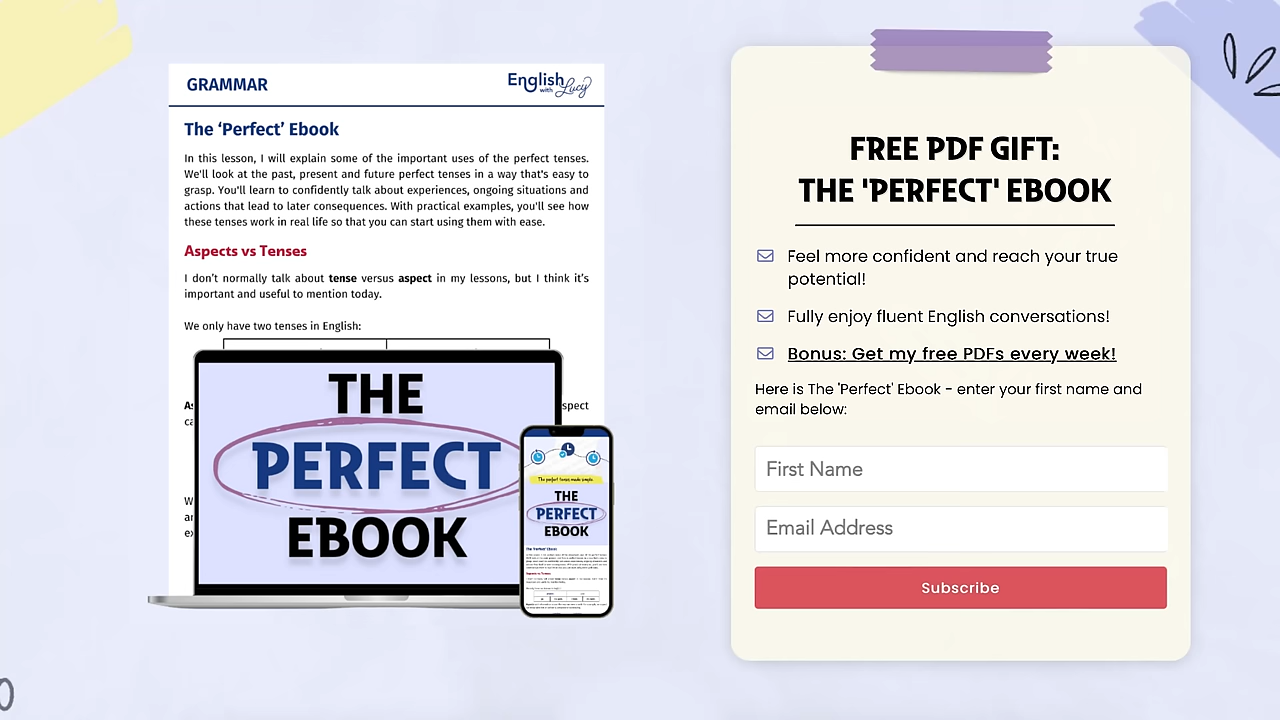 GRAMMAR
English
with Lucy
The ‘Perfect’ Ebook
In this lesson, I will explain some of the important uses of the perfect tenses.
We'll look at the past, present and future perfect tenses in a way that's easy to
grasp. You'll learn to confidently talk about experiences, ongoing situations and
actions that lead to later consequences. With practical examples, you'll see how
these tenses work in real life so that you can start using them with ease.
Aspects vs Tenses
I don’t normally talk about tense versus aspect in my lessons, but I think it’s
important and useful to mention today.
We only have two tenses in English:
THE
PERFECT
EBOOK
The perfect tenses made simple.
THE
PERFECT
EBOOK
The 'Perfect' Ebook
Aspects vs Tenses
FREE PDF GIFT:
THE 'PERFECT' EBOOK
Feel more confident and reach your true
potential!
Fully enjoy fluent English conversations!
Bonus: Get my free PDFs every week!
Here is The 'Perfect' Ebook - enter your first name and
email below:
First Name
Email Address
Subscribe